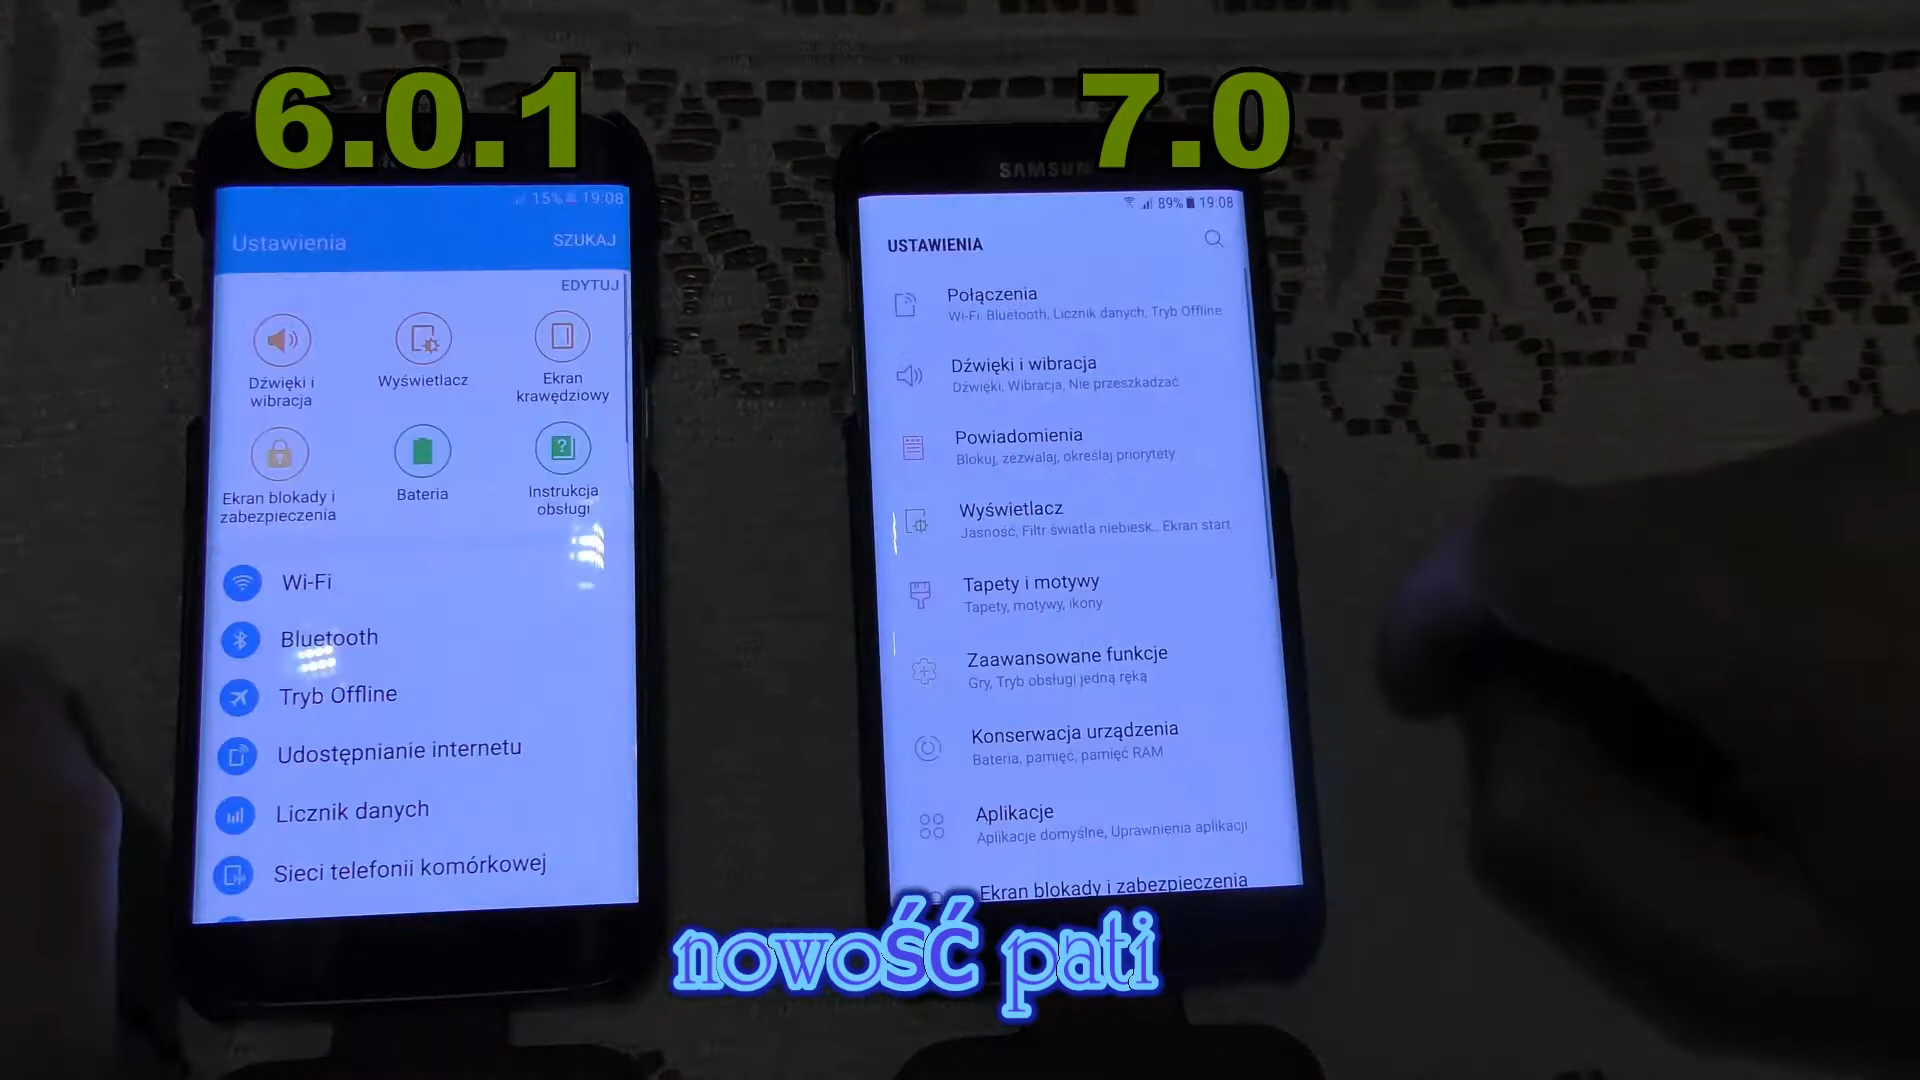 6.0.1
15% 19:08
Ustawienia
SZUKAJ
EDYTUJ
Dźwięki i
wibracja
Wyświetlacz
Ekran
krawędziowy
Ekran blokady i
zabezpieczenia
Bateria
Instrukcja
obsługi
Wi-Fi
Bluetooth
Tryb Offline
Udostępnianie internetu
Licznik danych
Sieci telefonii komórkowej
7.0
SAMSUN
89% 19:08
USTAWIENIA
Połączenia
Wi-Fi, Bluetooth, Licznik danych, Tryb Offline
Dźwięki i wibracja
Dźwięki, Wibracja, Nie przeszkadzać
Powiadomienia
Blokuj, zezwalaj, określaj priorytety
Wyświetlacz
Jasność, Filtr światła niebiesk.. Ekran start
Tapety i motywy
Tapety, motywy, ikony
Zaawansowane funkcje
Gry, Tryb obsługi jedną ręką
Konserwacja urządzenia
Bateria, pamięć, pamięć RAM
Aplikacje
Aplikacje domyślne, Uprawnienia aplikacji
Ekran blokady i zabezpieczenia
nowość pati